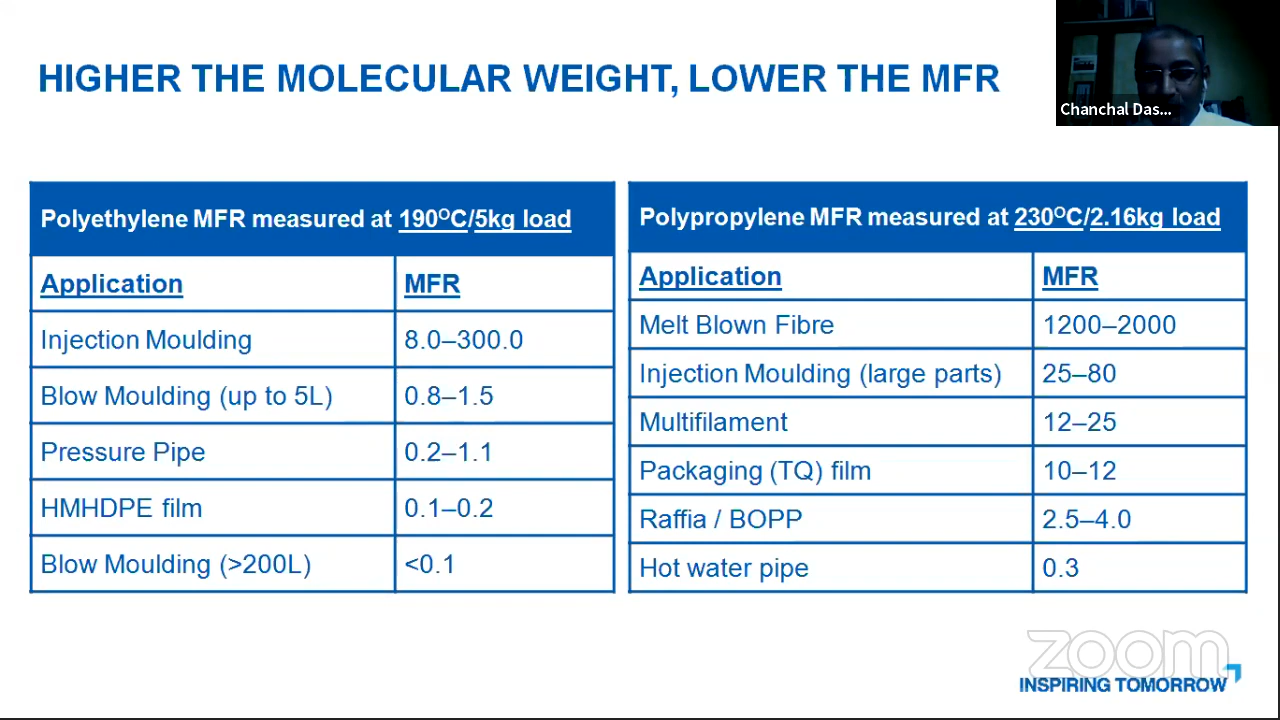 HIGHER THE MOLECULAR WEIGHT, LOWER THE MFR
Chanchal Das...
Polyethylene MFR measured at 190°C/5kg load
Application MFR
Injection Moulding 8.0–300.0
Blow Moulding (up to 5L) 0.8–1.5
Pressure Pipe 0.2–1.1
HMHDPE film 0.1–0.2
Blow Moulding (>200L) <0.1
Polypropylene MFR measured at 230°C/2.16kg load
Application MFR
Melt Blown Fibre 1200–2000
Injection Moulding (large parts) 25–80
Multifilament 12–25
Packaging (TQ) film 10–12
Raffia / BOPP 2.5–4.0
Hot water pipe 0.3
zoom
INSPIRING TOMORROW